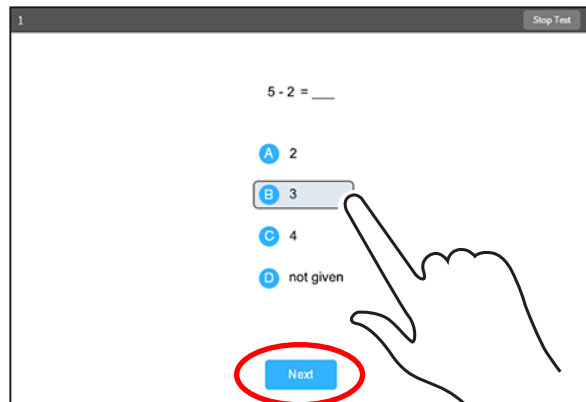 1 Stop Test
5 - 2 = ___
A 2
B 3
C 4
D not given
Next